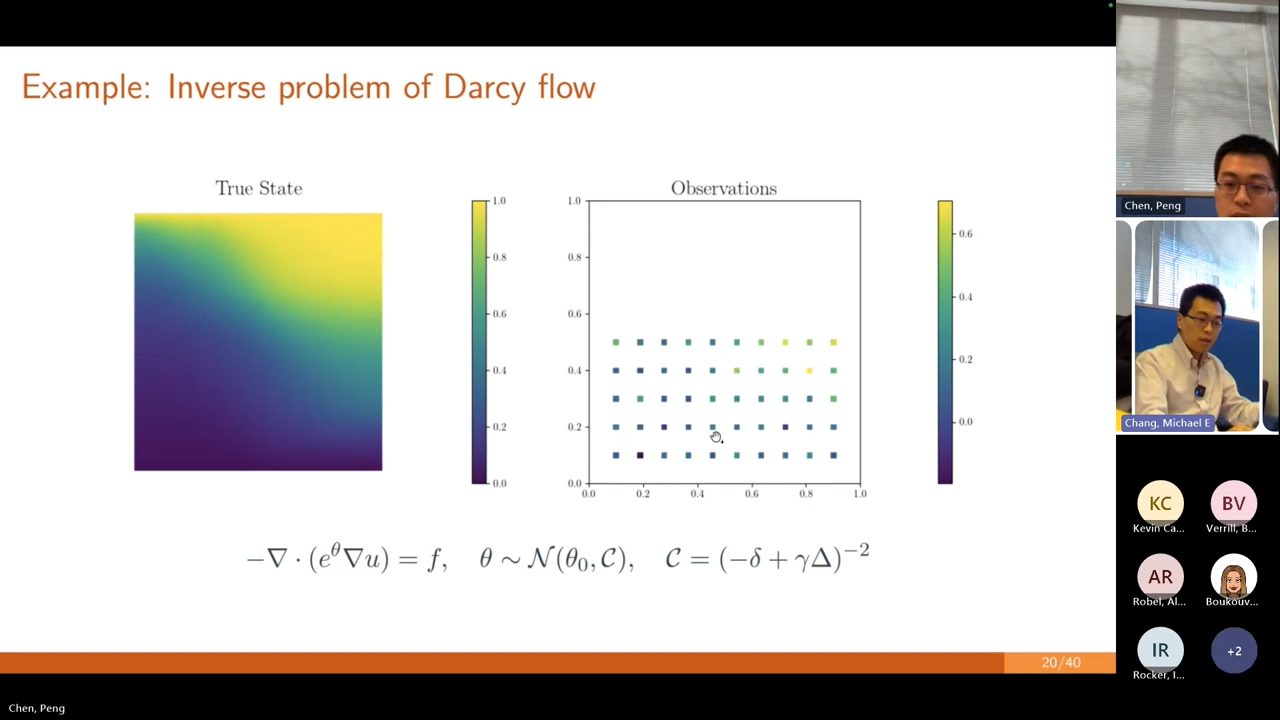 Example: Inverse problem of Darcy flow
True State
1.0
0.8
0.6
0.4
0.2
0.0
Observations
1.0
0.8
0.6
0.4
0.2
0.0
0.0 0.2 0.4 0.6 0.8 1.0
0.6
0.4
0.2
0.0
−∇ · (e^θ∇u) = f, θ ∼ 𝒩(θ₀, 𝒞), 𝒞 = (−δ + γΔ)^−2
20/40
Chen, Peng
Chen, Peng
Chang, Michael E
KC
Kevin Ca...
BV
Verrill, B...
AR
Robel, Al...
Boukouv...
IR
Rocker, I...
+2